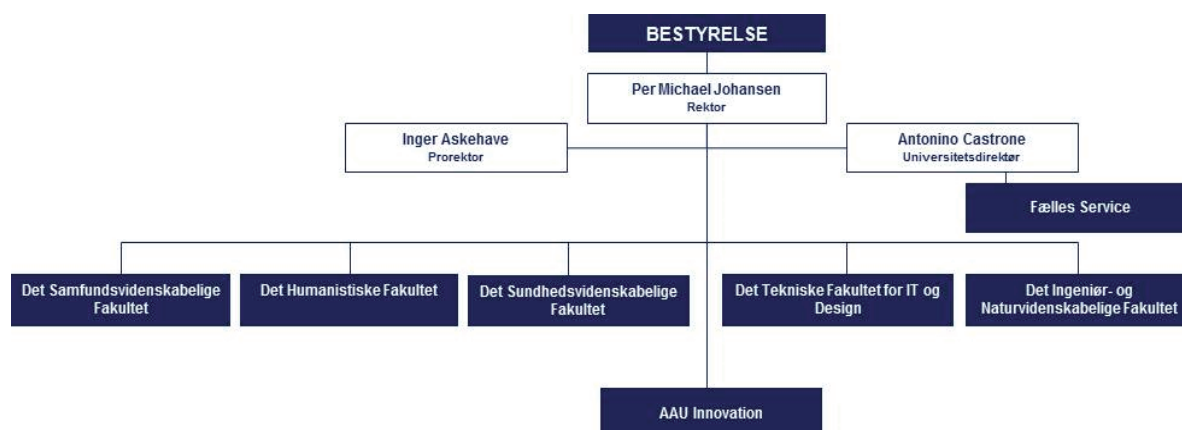 BESTYRELSE
Per Michael Johansen
Rektor
Inger Askehave
Prorektor
Antonino Castrone
Universitetsdirektør
Fælles Service
Det Samfundsvidenskabelige
Fakultet
Det Humanistiske Fakultet
Det Sundhedsvidenskabelige
Fakultet
Det Tekniske Fakultet for IT og
Design
Det Ingeniør- og
Naturvidenskabelige Fakultet
AAU Innovation